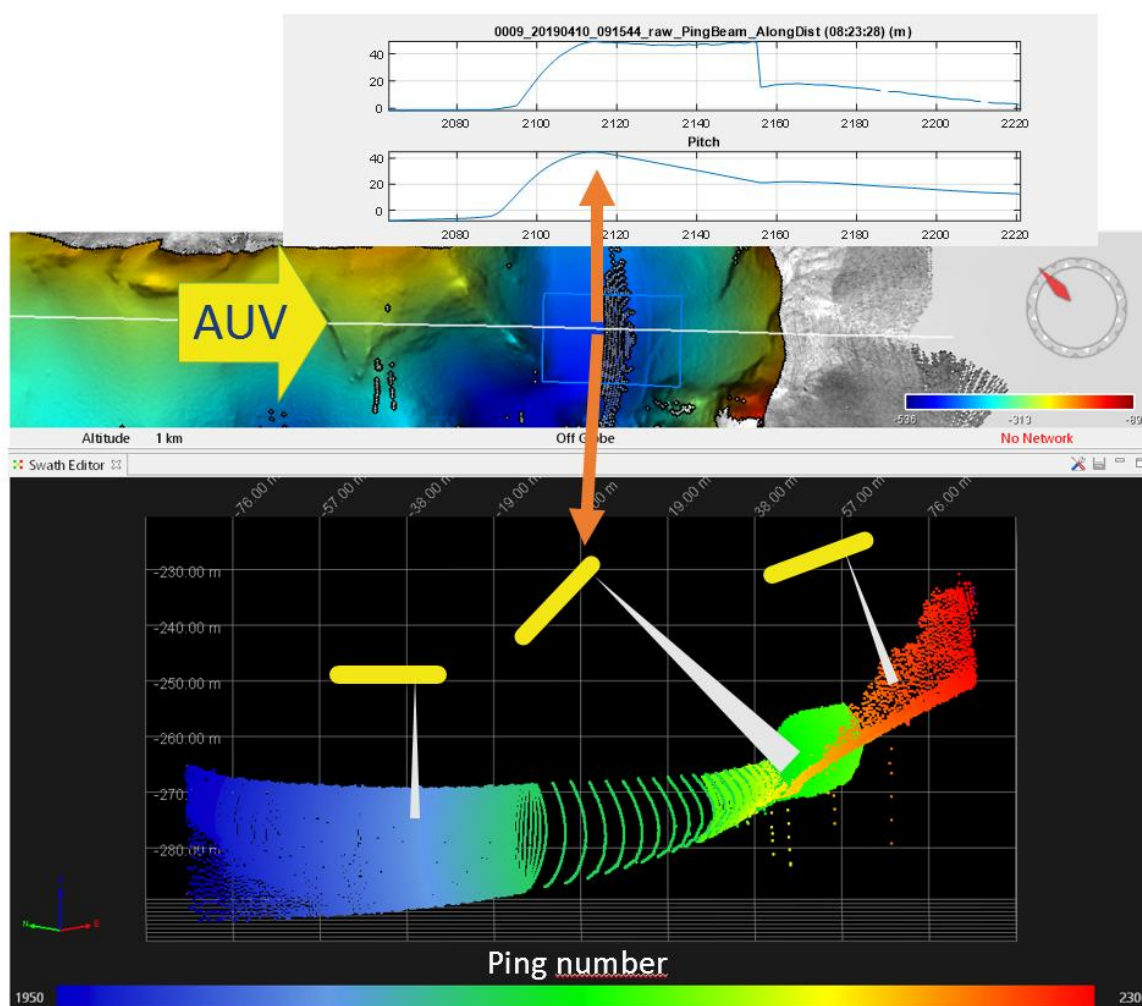 0009_20190410_091544_raw_PingBeam_AlongDist (08:23:28) (m)
40
20
0
2080 2100 2120 2140 2160 2180 2200 2220
Pitch
40
20
0
2080 2100 2120 2140 2160 2180 2200 2220
AUV
-536 -313 -89
Altitude 1 km Off Globe No Network
Swath Editor
-76.00 m -57.00 m -38.00 m -19.00 m m 19.00 m 38.00 m 57.00 m 76.00 m
-230.00 m
-240.00 m
-250.00 m
-260.00 m
-270.00 m
-280.00 m
N E
Ping number
1950 230